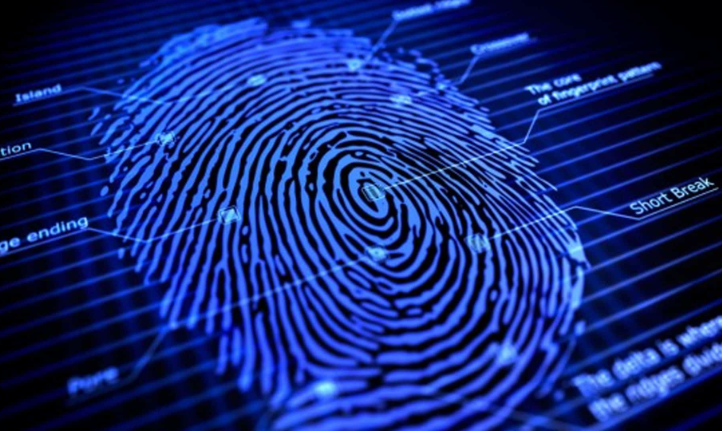 Crossover
The core
of fingerprint pattern
Island
tion
Short Break
ge ending
Pore
The delta is where
the ridges divid